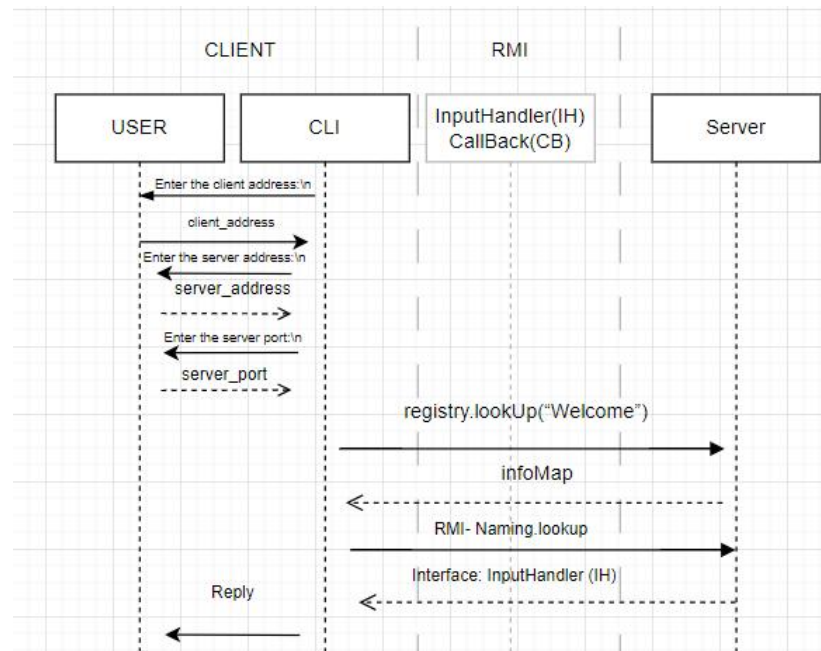 CLIENT
RMI
USER
CLI
InputHandler(IH)
CallBack(CB)
Server
Enter the client address:\n
client_address
Enter the server address:\n
server_address
Enter the server port:\n
server_port
registry.lookUp(“Welcome”)
infoMap
RMI- Naming.lookup
Interface: InputHandler (IH)
Reply